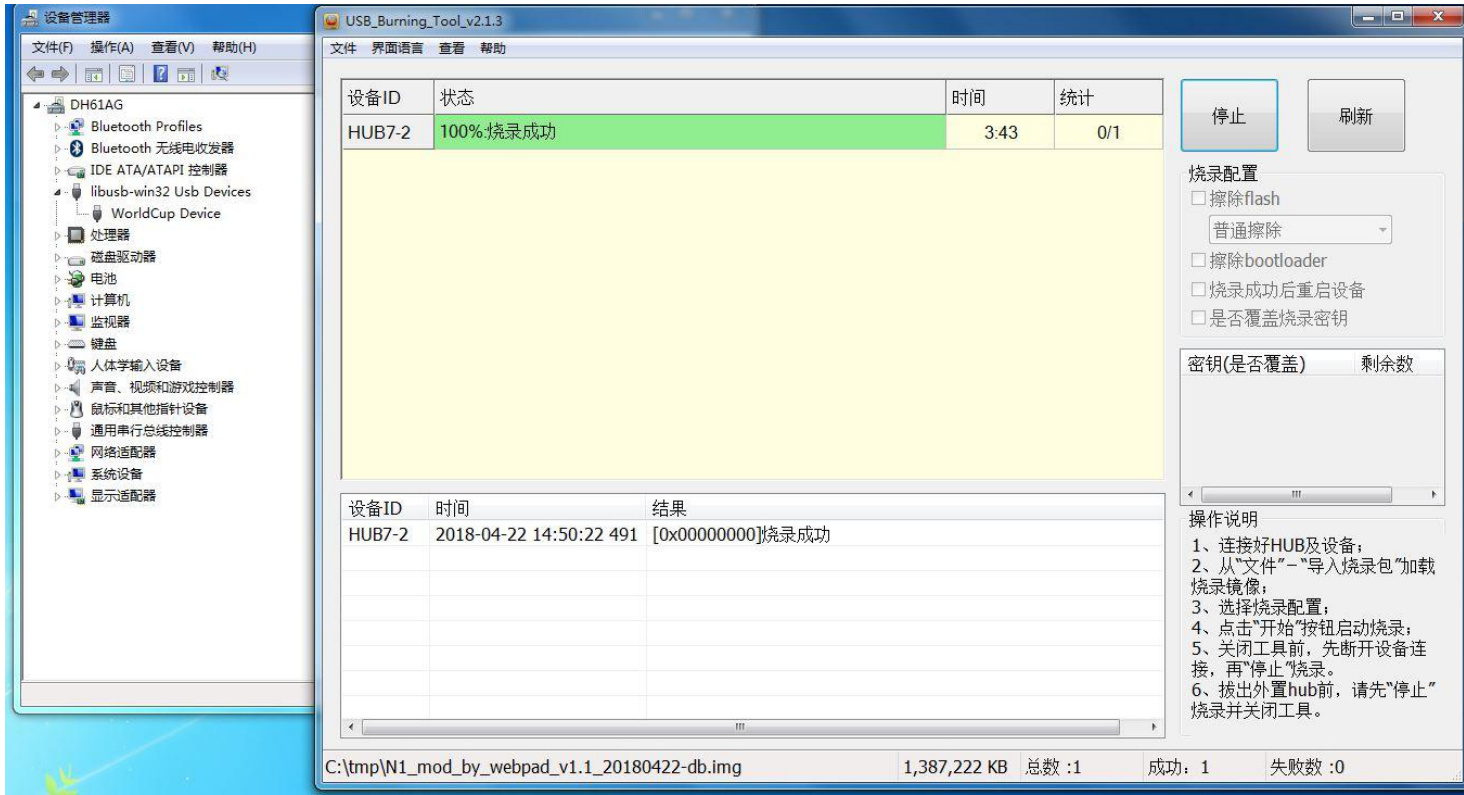 设备管理器
文件(F) 操作(A) 查看(V) 帮助(H)
DH61AG
Bluetooth Profiles
Bluetooth 无线电收发器
IDE ATA/ATAPI 控制器
libusb-win32 Usb Devices
WorldCup Device
处理器
磁盘驱动器
电池
计算机
监视器
键盘
人体学输入设备
声音、视频和游戏控制器
鼠标和其他指针设备
通用串行总线控制器
网络适配器
系统设备
显示适配器
USB_Burning_Tool_v2.1.3
文件 界面语言 查看 帮助
设备ID 状态 时间 统计
HUB7-2 100%:烧录成功 3:43 0/1
停止 刷新
烧录配置
擦除flash
普通擦除
擦除bootloader
烧录成功后重启设备
是否覆盖烧录密钥
密钥(是否覆盖) 剩余数
设备ID 时间 结果
HUB7-2 2018-04-22 14:50:22 491 [0x00000000]烧录成功
操作说明
1、连接好HUB及设备;
2、从"文件"-"导入烧录包"加载
烧录镜像;
3、选择烧录配置;
4、点击"开始"按钮启动烧录;
5、关闭工具前，先断开设备连
接，再"停止"烧录。
6、拔出外置hub前，请先"停止"
烧录并关闭工具。
C:\tmp\N1_mod_by_webpad_v1.1_20180422-db.img 1,387,222 KB 总数 :1 成功: 1 失败数 :0